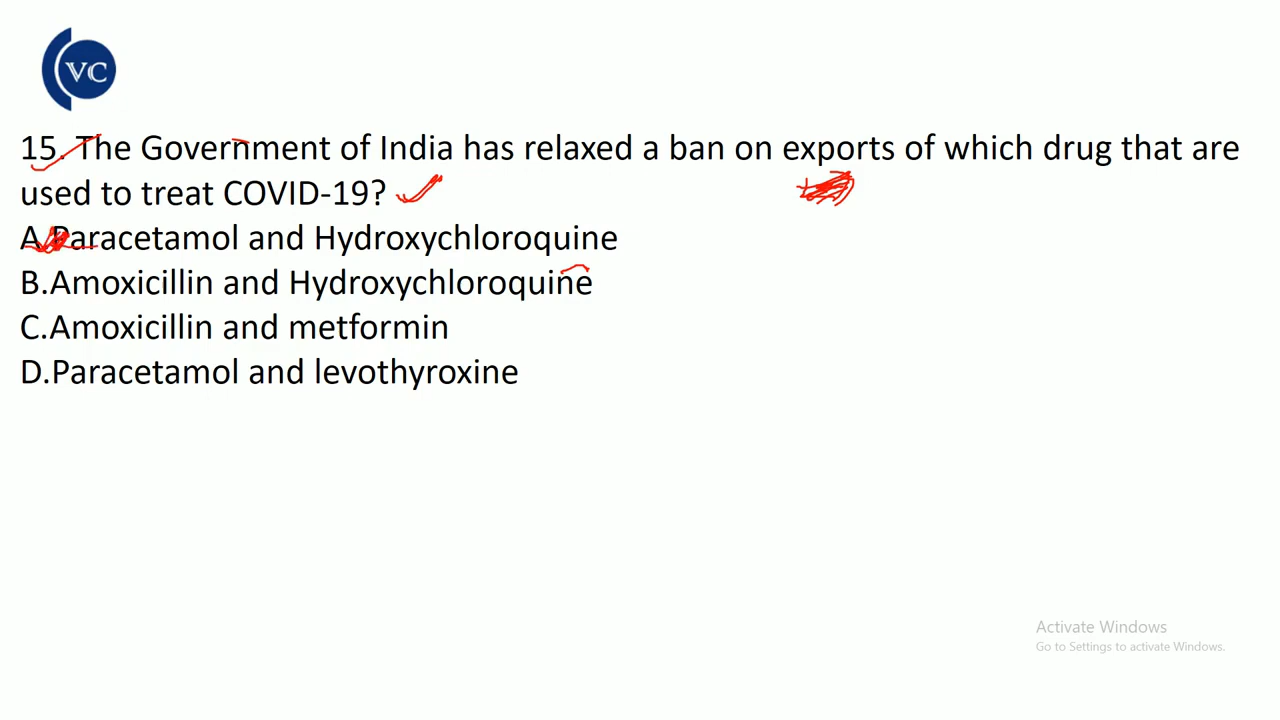 VC
15. The Government of India has relaxed a ban on exports of which drug that are
used to treat COVID-19?
A.Paracetamol and Hydroxychloroquine
B.Amoxicillin and Hydroxychloroquine
C.Amoxicillin and metformin
D.Paracetamol and levothyroxine
Activate Windows
Go to Settings to activate Windows.